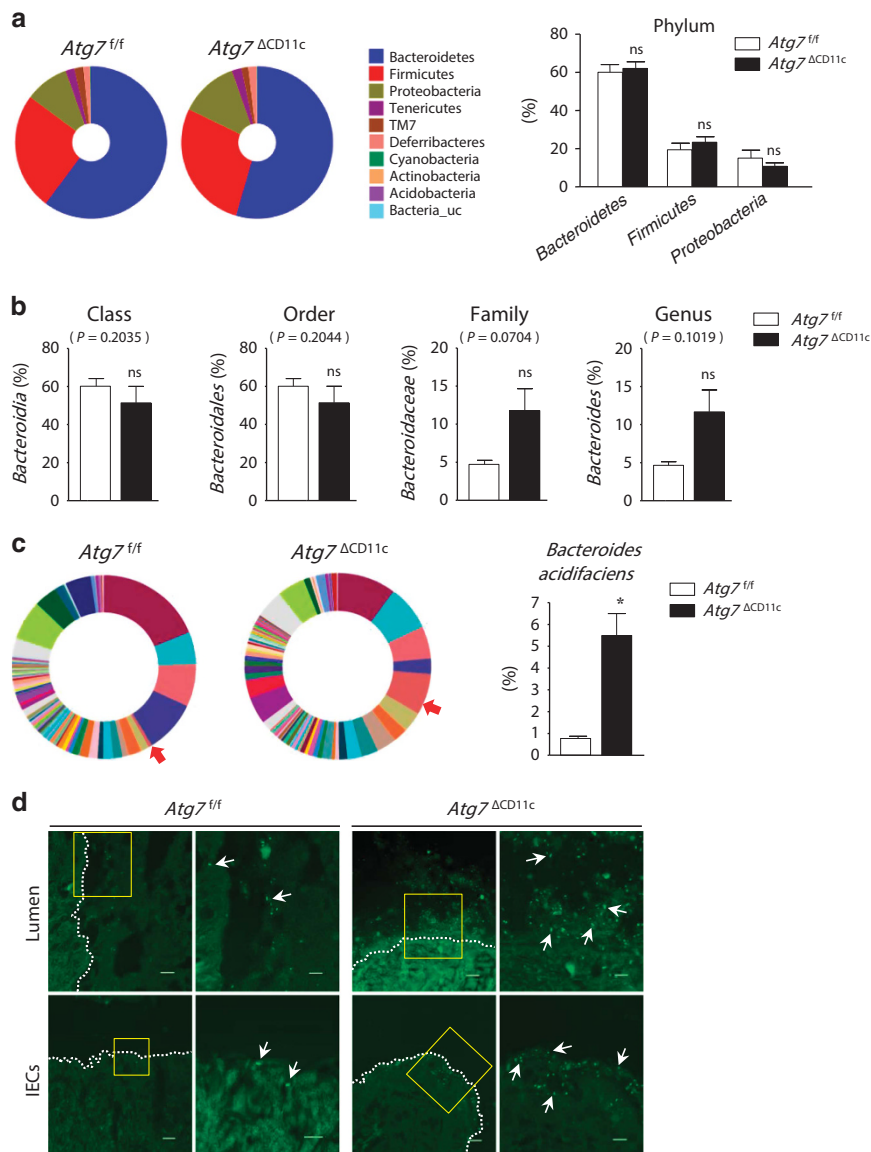 a
Atg7 f/f
Atg7 ΔCD11c
Bacteroidetes
Firmicutes
Proteobacteria
Tenericutes
TM7
Deferribacteres
Cyanobacteria
Actinobacteria
Acidobacteria
Bacteria_uc
Phylum
Atg7 f/f
Atg7 ΔCD11c
(%)
80
60
40
20
0
ns
ns
ns
Bacteroidetes
Firmicutes
Proteobacteria
b
Class
( P = 0.2035 )
Bacteroidia (%)
80
60
40
20
0
ns
Order
( P = 0.2044 )
Bacteroidales (%)
80
60
40
20
0
ns
Family
( P = 0.0704 )
Bacteroidaceae (%)
20
15
10
5
0
ns
Genus
( P = 0.1019 )
Bacteroides (%)
20
15
10
5
0
ns
Atg7 f/f
Atg7 ΔCD11c
c
Atg7 f/f
Atg7 ΔCD11c
Bacteroides
acidifaciens
(%)
7
6
5
4
3
2
1
0
*
Atg7 f/f
Atg7 ΔCD11c
d
Atg7 f/f
Atg7 ΔCD11c
Lumen
IECs